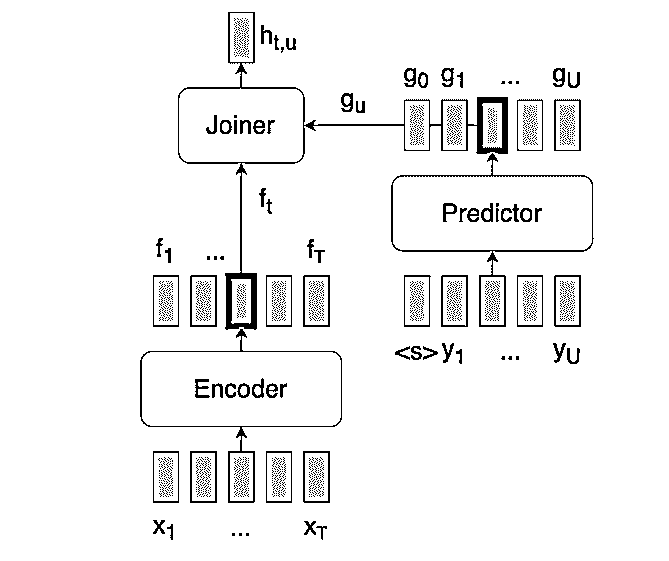 h_{t,u}
g_0 g_1 ... g_U
g_u
Joiner
f_t
Predictor
f_1 ... f_T
<s> y_1 ... y_U
Encoder
x_1 ... x_T